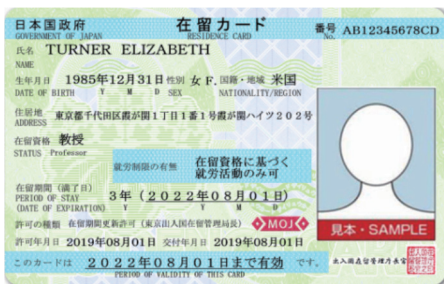 日本国政府 在留カード 番号 AB12345678CD
GOVERNMENT OF JAPAN RESIDENCE CARD No.
氏名 TURNER ELIZABETH
NAME
生年月日 1985年12月31日 性別 女 F. 国籍・地域 米国
DATE OF BIRTH Y M D SEX NATIONALITY/REGION
住居地 東京都千代田区霞が関1丁目1番1号霞が関ハイツ202号
ADDRESS
在留資格 教授
STATUS Professor
就労制限の有無 在留資格に基づく
就労活動のみ可
在留期間(満了日) 3年(2022年08月01日)
PERIOD OF STAY
(DATE OF EXPIRATION) Y M Y M D
許可の種類 在留期間更新許可(東京出入国在留管理局長) MOJ
見本・SAMPLE
許可年月日 2019年08月01日 交付年月日 2019年08月01日
このカードは 2022年08月01日まで有効 です。
PERIOD OF VALIDITY OF THIS CARD
出入国在留管理庁長官